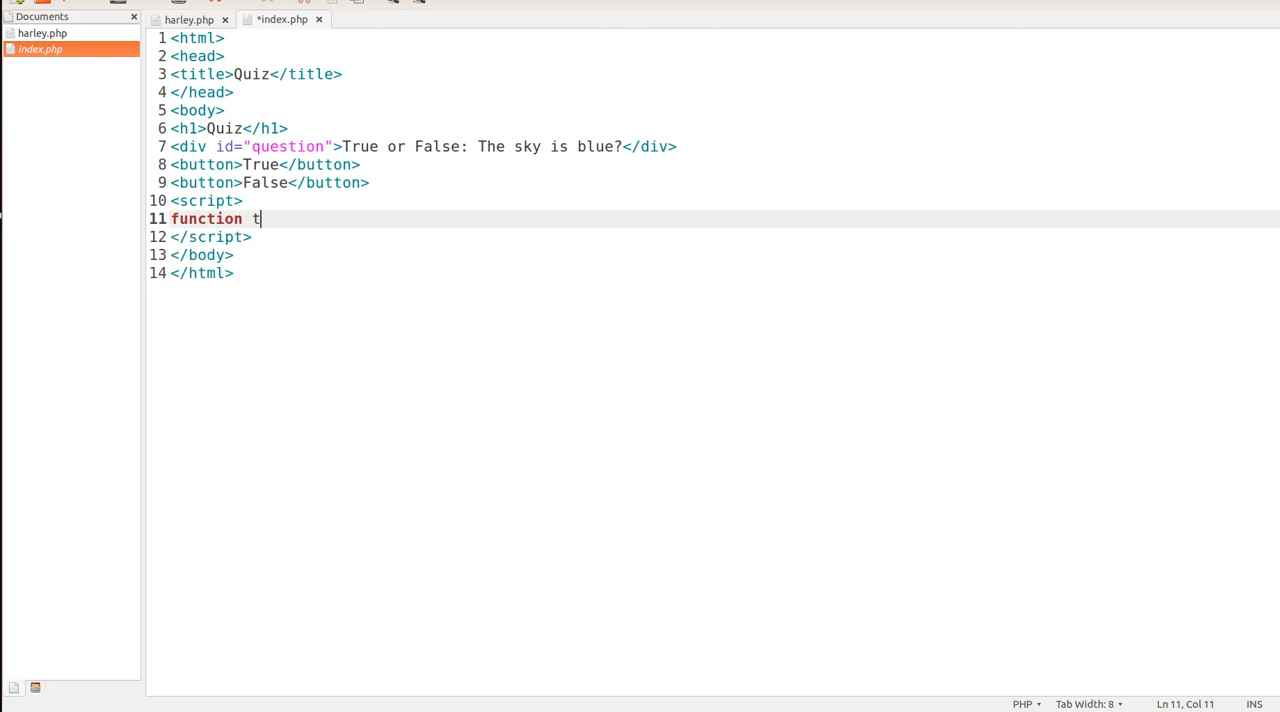 Documents
harley.php
index.php
harley.php
*index.php
1 <html>
2 <head>
3 <title>Quiz</title>
4 </head>
5 <body>
6 <h1>Quiz</h1>
7 <div id="question">True or False: The sky is blue?</div>
8 <button>True</button>
9 <button>False</button>
10 <script>
11 function t
12 </script>
13 </body>
14 </html>
PHP Tab Width: 8 Ln 11, Col 11 INS